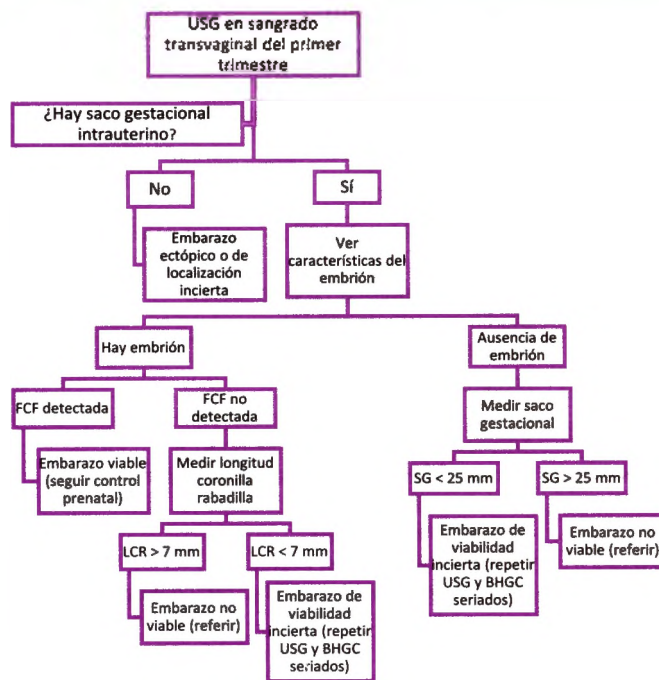 USG en sangrado
transvaginal del primer
trimestre
¿Hay saco gestacional
intrauterino?
No
Sí
Embarazo
ectópico o de
localización
incierta
Ver
características del
embrión
Hay embrión
Ausencia de
embrión
FCF detectada
FCF no
detectada
Medir saco
gestacional
Embarazo viable
(seguir control
prenatal)
Medir longitud
coronilla
rabadilla
SG < 25 mm
SG > 25 mm
LCR > 7 mm
LCR < 7 mm
Embarazo de
viabilidad
incierta (repetir
USG y BHGC
seriados)
Embarazo no
viable (referir)
Embarazo no
viable (referir)
Embarazo de
viabilidad
incierta (repetir
USG y BHGC
seriados)